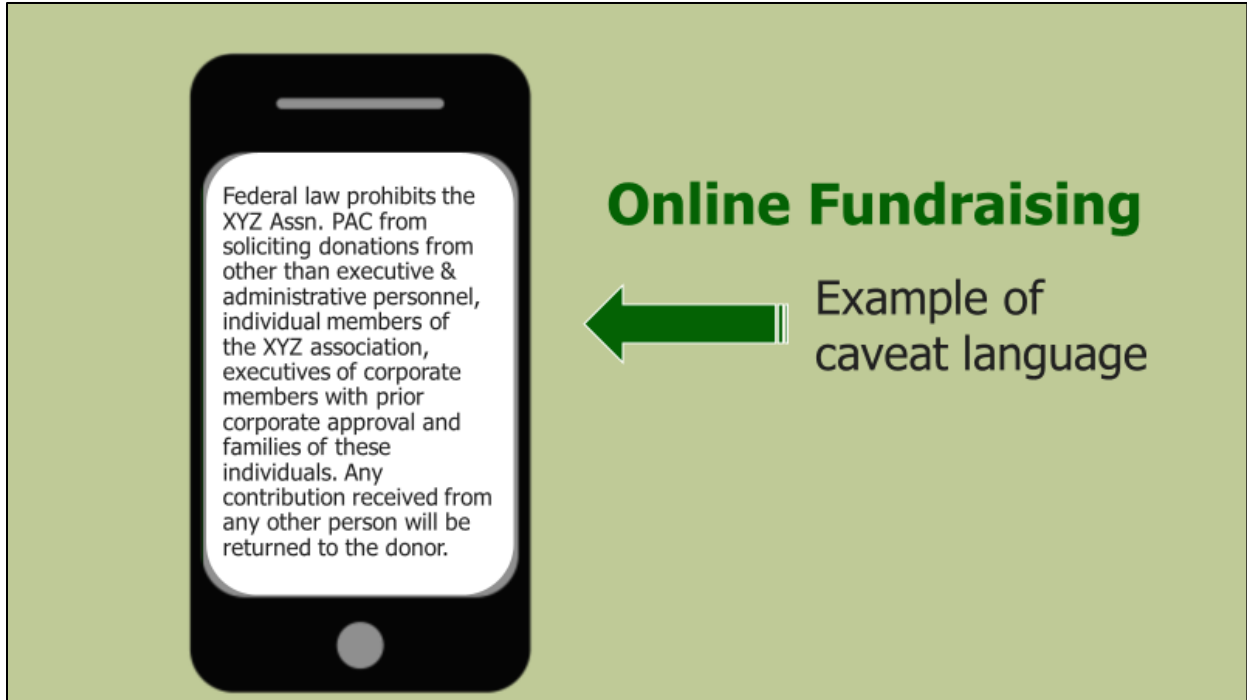 Federal law prohibits the
XYZ Assn. PAC from
soliciting donations from
other than executive &
administrative personnel,
individual members of
the XYZ association,
executives of corporate
members with prior
corporate approval and
families of these
individuals. Any
contribution received from
any other person will be
returned to the donor.
Online Fundraising
Example of
caveat language